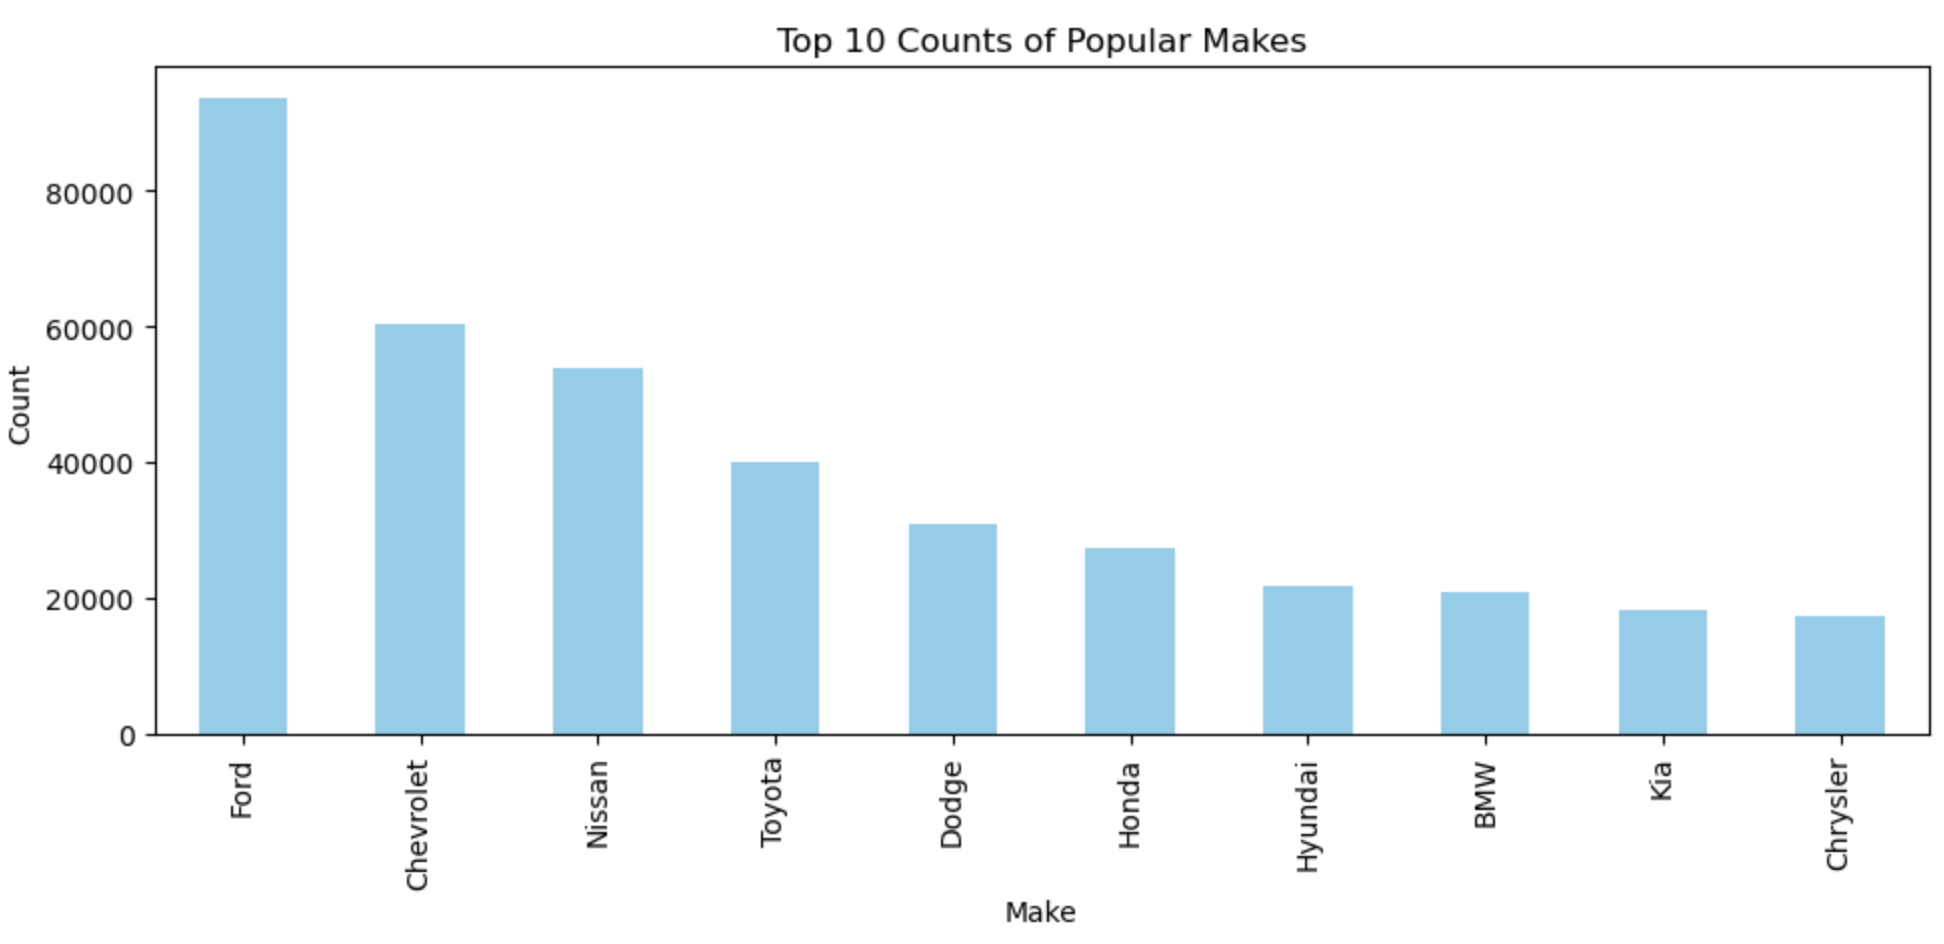 Top 10 Counts of Popular Makes
Count
80000
60000
40000
20000
0
Ford
Chevrolet
Nissan
Toyota
Dodge
Honda
Hyundai
BMW
Kia
Chrysler
Make